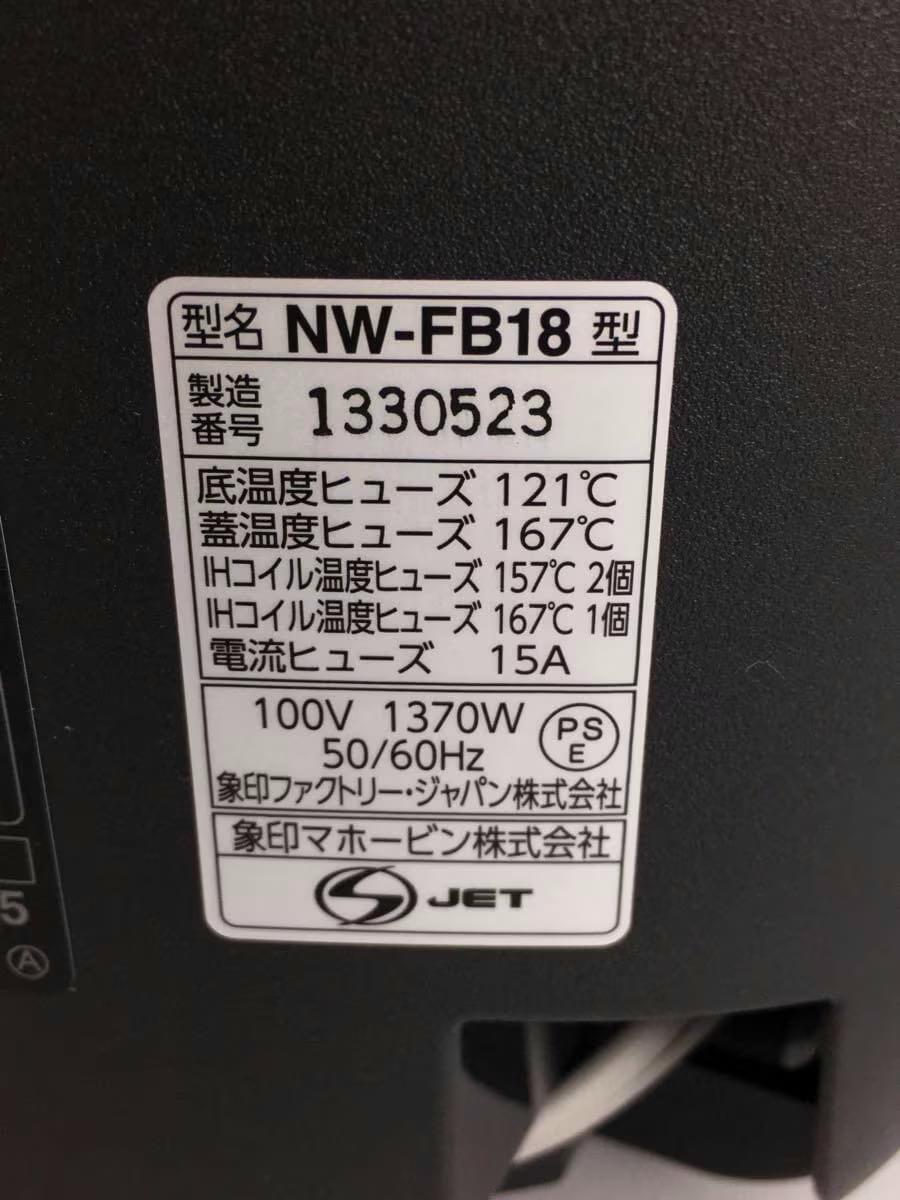 型名 NW-FB18 型
製造番号 1330523
底温度ヒューズ 121℃
蓋温度ヒューズ 167℃
IHコイル温度ヒューズ 157℃ 2個
IHコイル温度ヒューズ 167℃ 1個
電流ヒューズ 15A
100V 1370W
50/60Hz
PS
E
象印ファクトリー・ジャパン株式会社
象印マホービン株式会社
S JET
5
A